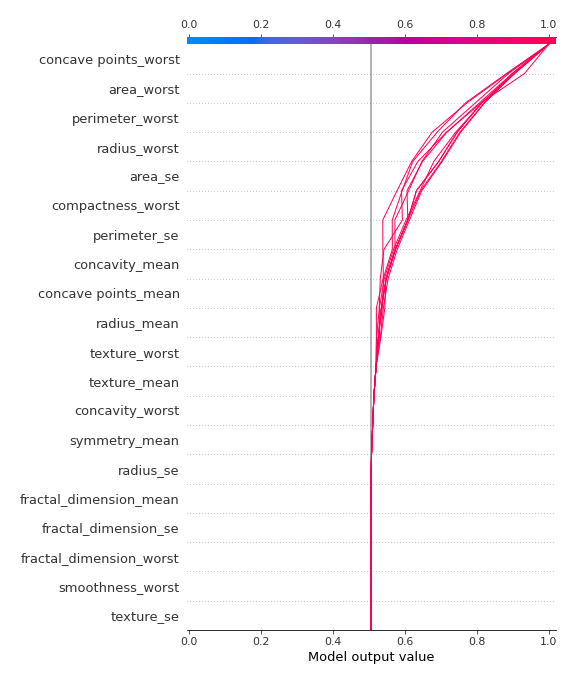 0.0 0.2 0.4 0.6 0.8 1.0
concave points_worst
area_worst
perimeter_worst
radius_worst
area_se
compactness_worst
perimeter_se
concavity_mean
concave points_mean
radius_mean
texture_worst
texture_mean
concavity_worst
symmetry_mean
radius_se
fractal_dimension_mean
fractal_dimension_se
fractal_dimension_worst
smoothness_worst
texture_se
0.0 0.2 0.4 0.6 0.8 1.0
Model output value